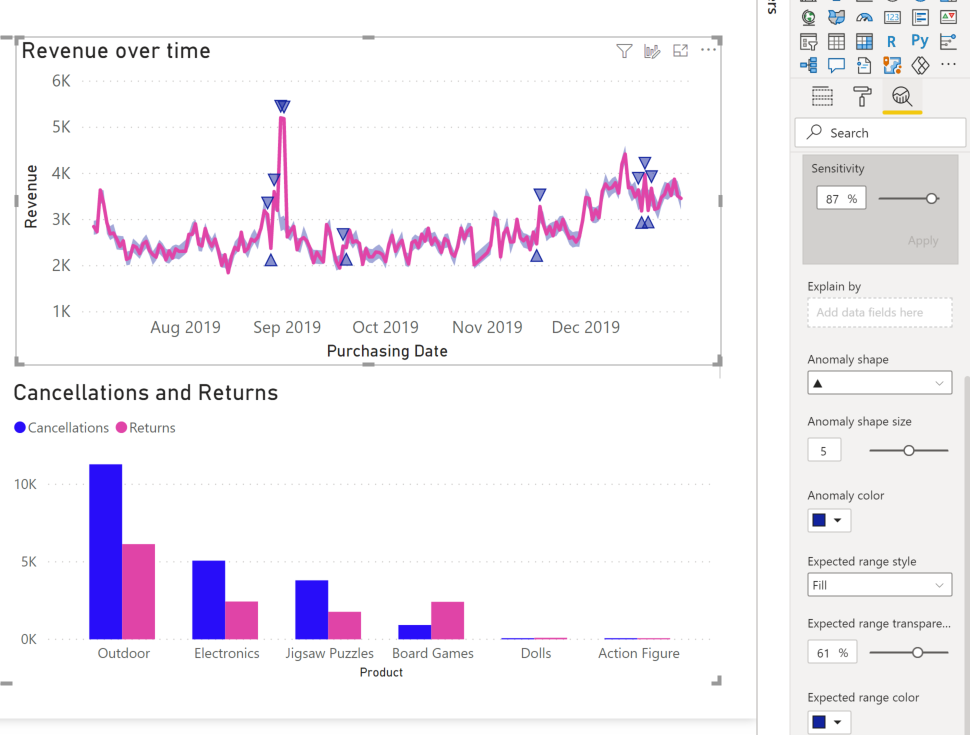 ers
123
R Py
Revenue over time
6K
5K
4K
3K
2K
1K
Revenue
Aug 2019 Sep 2019 Oct 2019 Nov 2019 Dec 2019
Purchasing Date
Cancellations and Returns
Cancellations Returns
10K
5K
0K
Outdoor Electronics Jigsaw Puzzles Board Games Dolls Action Figure
Product
Search
Sensitivity
87 %
Apply
Explain by
Add data fields here
Anomaly shape
Anomaly shape size
5
Anomaly color
Expected range style
Fill
Expected range transpare...
61 %
Expected range color